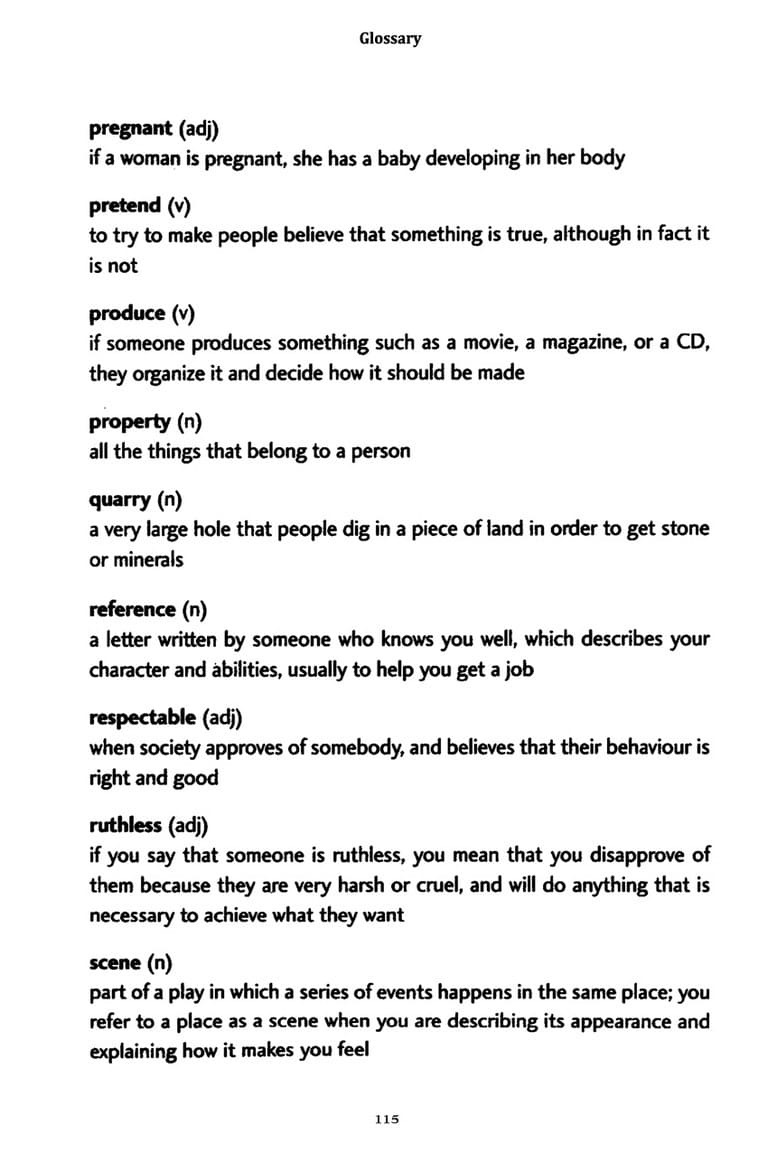 Glossary
pregnant (adj)
if a woman is pregnant, she has a baby developing in her body
pretend (v)
to try to make people believe that something is true, although in fact it
is not
produce (v)
if someone produces something such as a movie, a magazine, or a CD,
they organize it and decide how it should be made
property (n)
all the things that belong to a person
quarry (n)
a very large hole that people dig in a piece of land in order to get stone
or minerals
reference (n)
a letter written by someone who knows you well, which describes your
character and abilities, usually to help you get a job
respectable (adj)
when society approves of somebody, and believes that their behaviour is
right and good
ruthless (adj)
if you say that someone is ruthless, you mean that you disapprove of
them because they are very harsh or cruel, and will do anything that is
necessary to achieve what they want
scene (n)
part of a play in which a series of events happens in the same place; you
refer to a place as a scene when you are describing its appearance and
explaining how it makes you feel
115